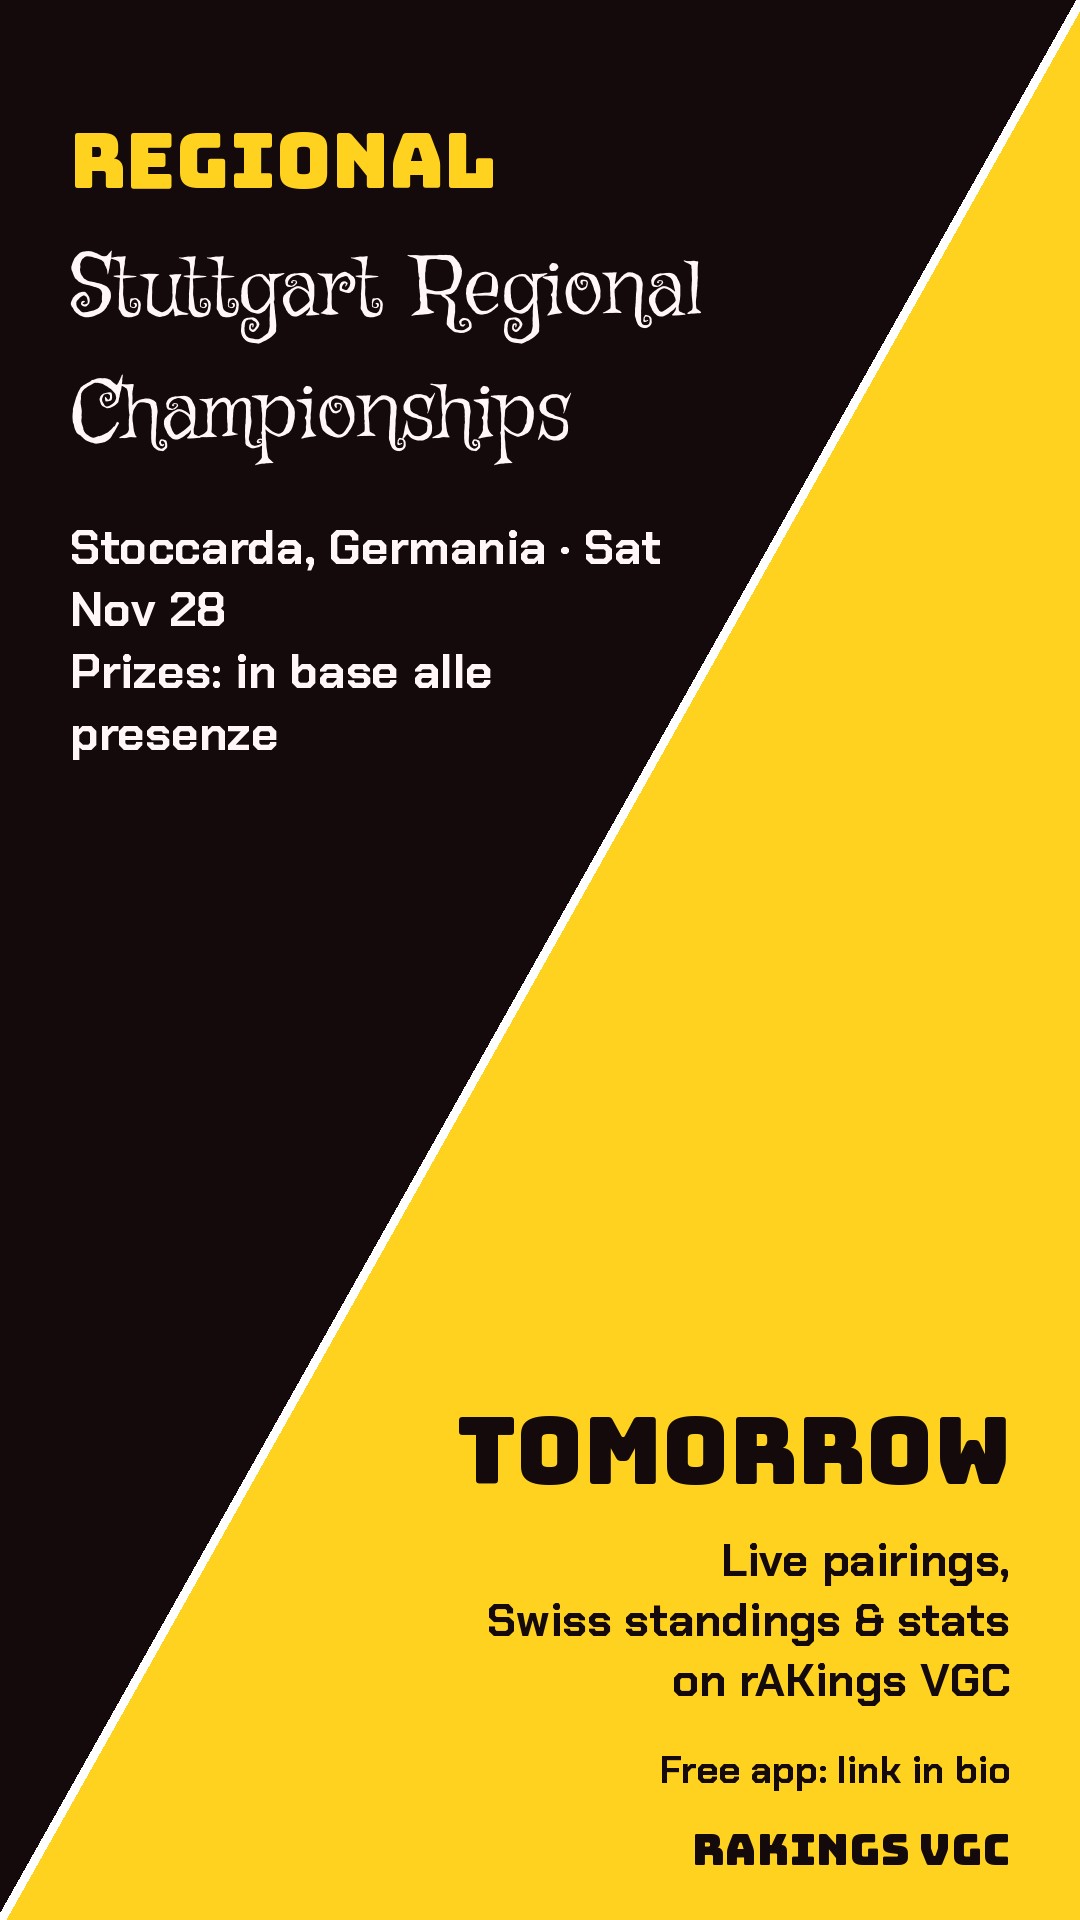 REGIONAL
Stuttgart Regional
Championships
Stoccarda, Germania · Sat
Nov 28
Prizes: in base alle
presenze
TOMORROW
Live pairings,
Swiss standings & stats
on rAKings VGC
Free app: link in bio
RAKINGS VGC